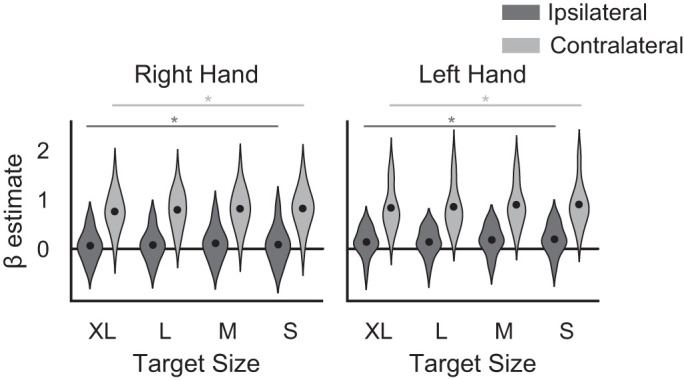 Ipsilateral
Contralateral
Right Hand
Left Hand
*
*
*
*
β estimate
2
1
0
XL L M S
XL L M S
Target Size
Target Size